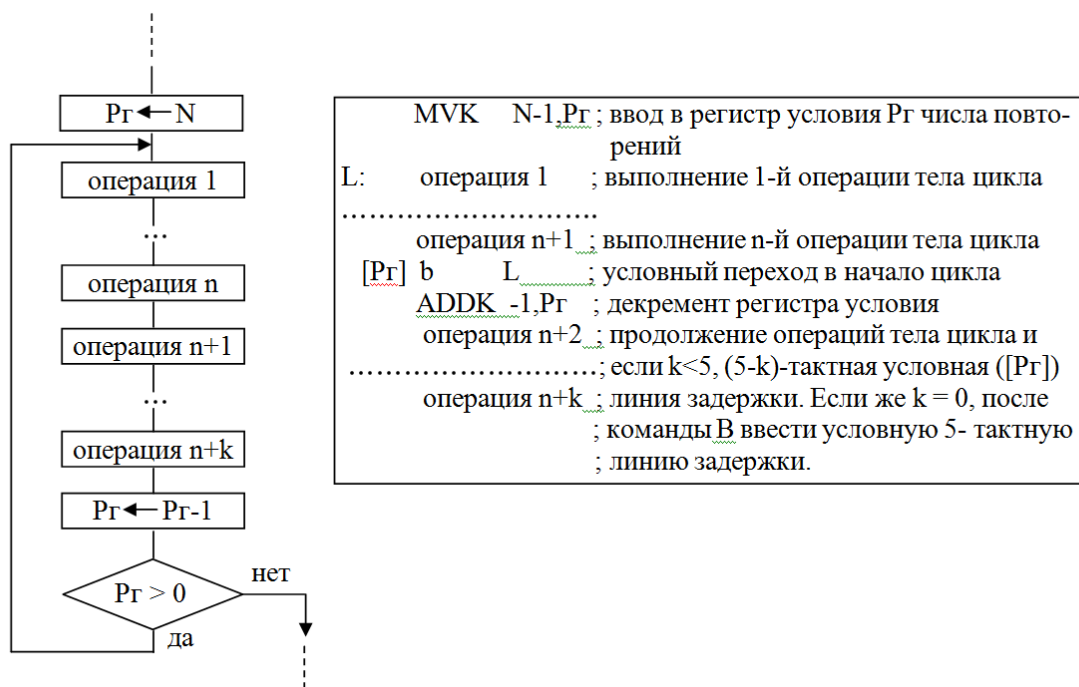 Рг N
операция 1
...
операция n
операция n+1
...
операция n+k
Рг Рг-1
Рг > 0
нет
да
MVK N-1,Рг ; ввод в регистр условия Рг числа повто-
рений
L: операция 1 ; выполнение 1-й операции тела цикла
…………………………
операция n+1 ; выполнение n-й операции тела цикла
[Рг] b L ; условный переход в начало цикла
ADDK -1,Рг ; декремент регистра условия
операция n+2 ; продолжение операций тела цикла и
…………………………; если k<5, (5-k)-тактная условная ([Рг])
операция n+k ; линия задержки. Если же k = 0, после
; команды В ввести условную 5- тактную
; линию задержки.